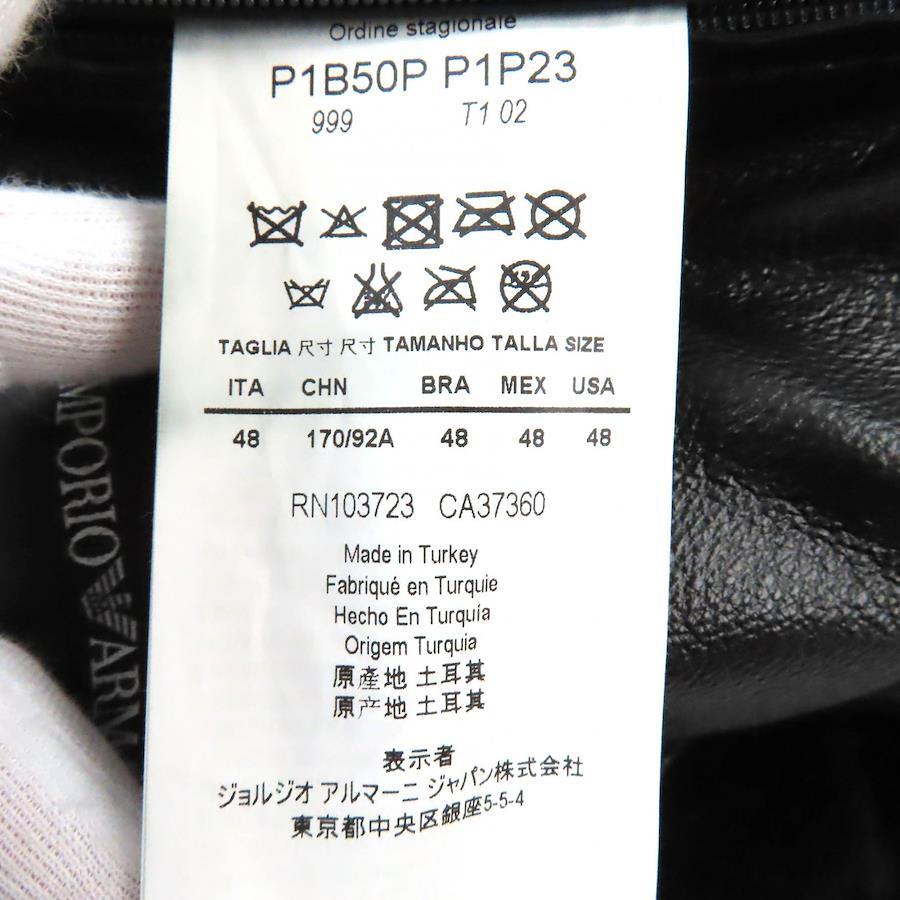 Ordine stagionale
P1B50P P1P23
999 T1 02
TAGLIA 尺寸 尺寸 TAMANHO TALLA SIZE
ITA CHN BRA MEX USA
48 170/92A 48 48 48
RN103723 CA37360
Made in Turkey
Fabriqué en Turquie
Hecho En Turquía
Origem Turquia
原產地 土耳其
原产地 土耳其
表示者
ジョルジオ アルマーニ ジャパン株式会社
東京都中央区銀座5-5-4
MPORIO ARM